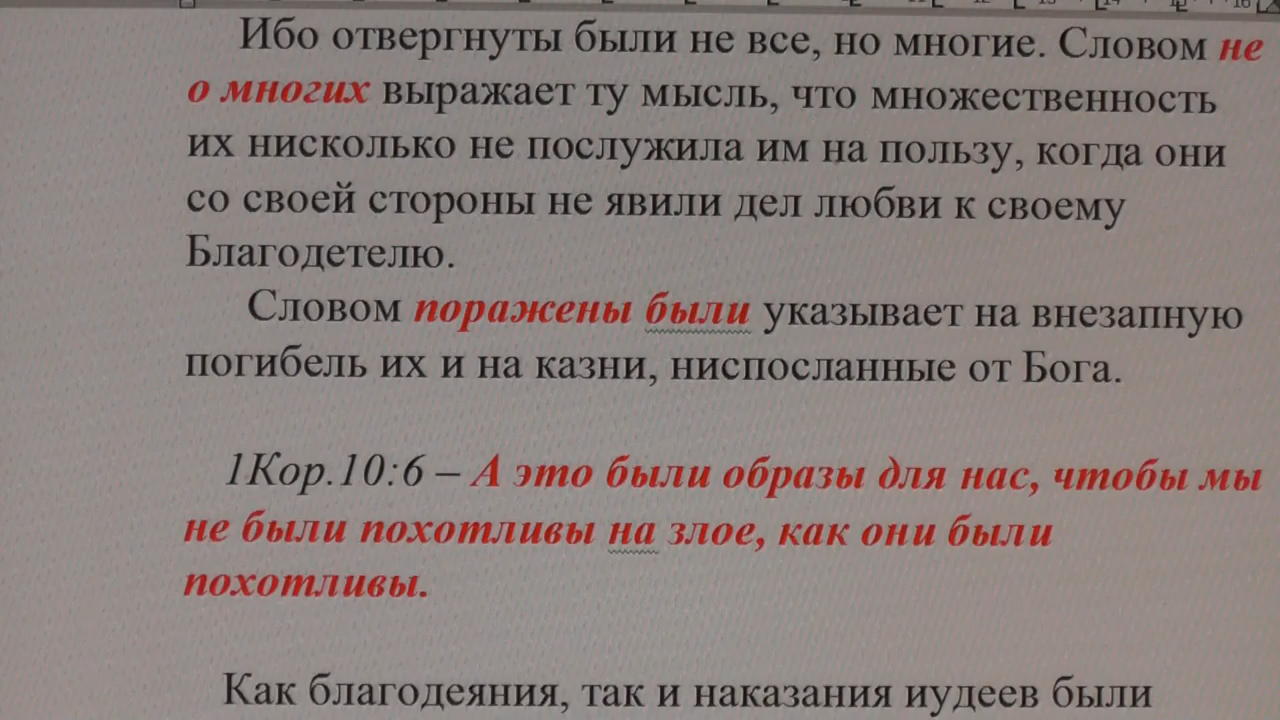 Ибо отвергнуты были не все, но многие. Словом не
о многих выражает ту мысль, что множественность
их нисколько не послужила им на пользу, когда они
со своей стороны не явили дел любви к своему
Благодетелю.
Словом поражены были указывает на внезапную
погибель их и на казни, ниспосланные от Бога.
1Кор.10:6 – А это были образы для нас, чтобы мы
не были похотливы на злое, как они были
похотливы.
Как благодеяния, так и наказания иудеев были